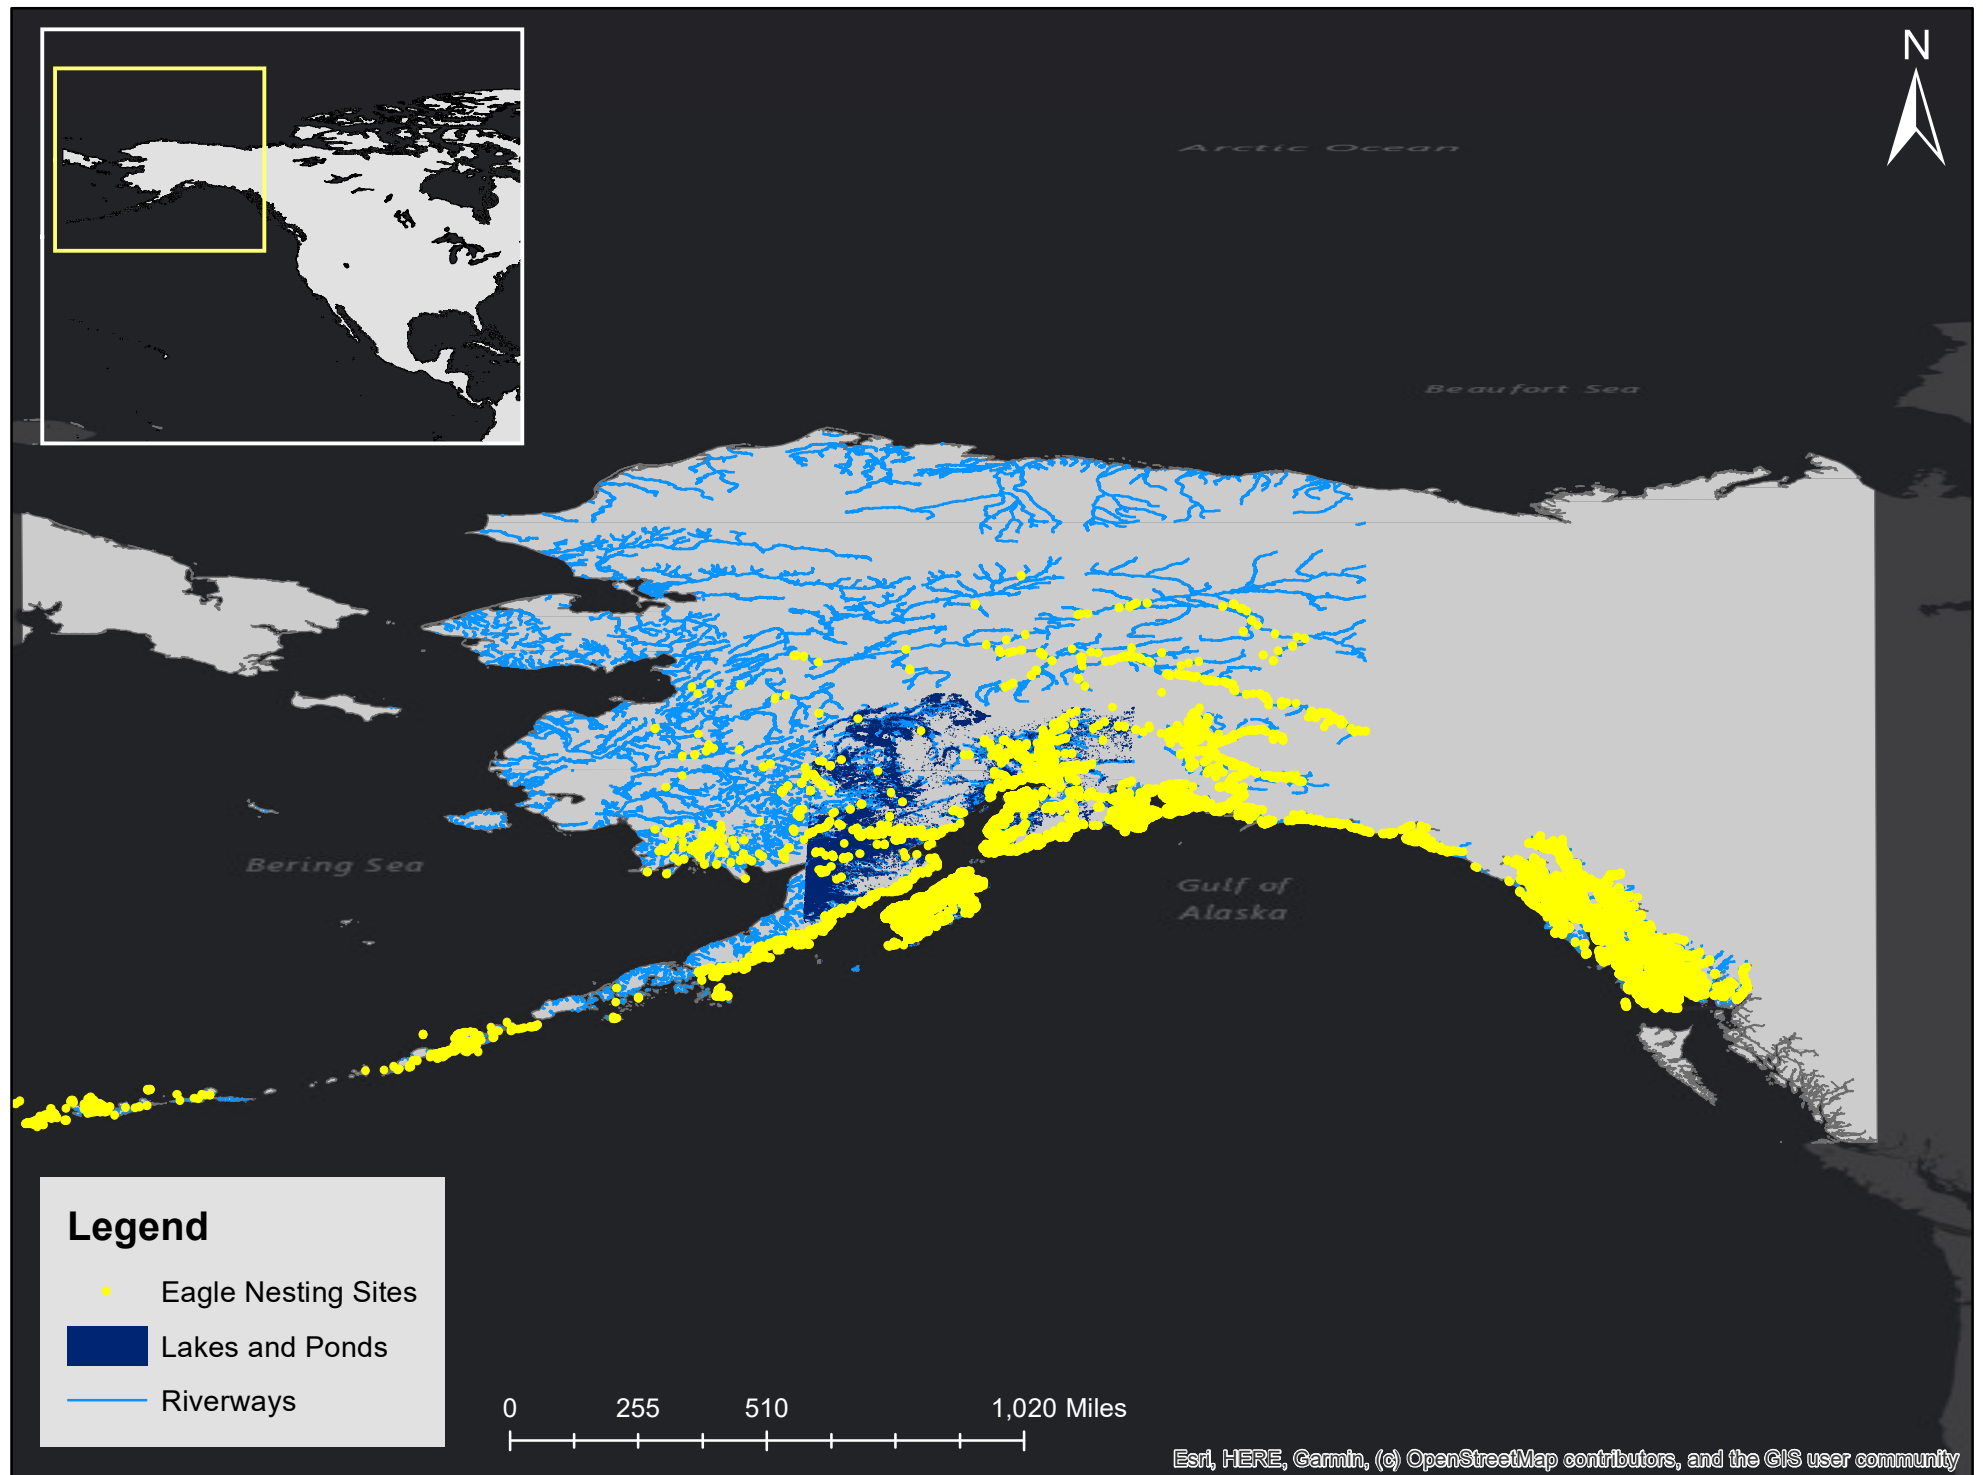 N
Arctic Ocean
Beaufort Sea
Bering Sea
Gulf of
Alaska
Legend
Eagle Nesting Sites
Lakes and Ponds
Riverways
0 255 510 1,020 Miles
Esri, HERE, Garmin, (c) OpenStreetMap contributors, and the GIS user community